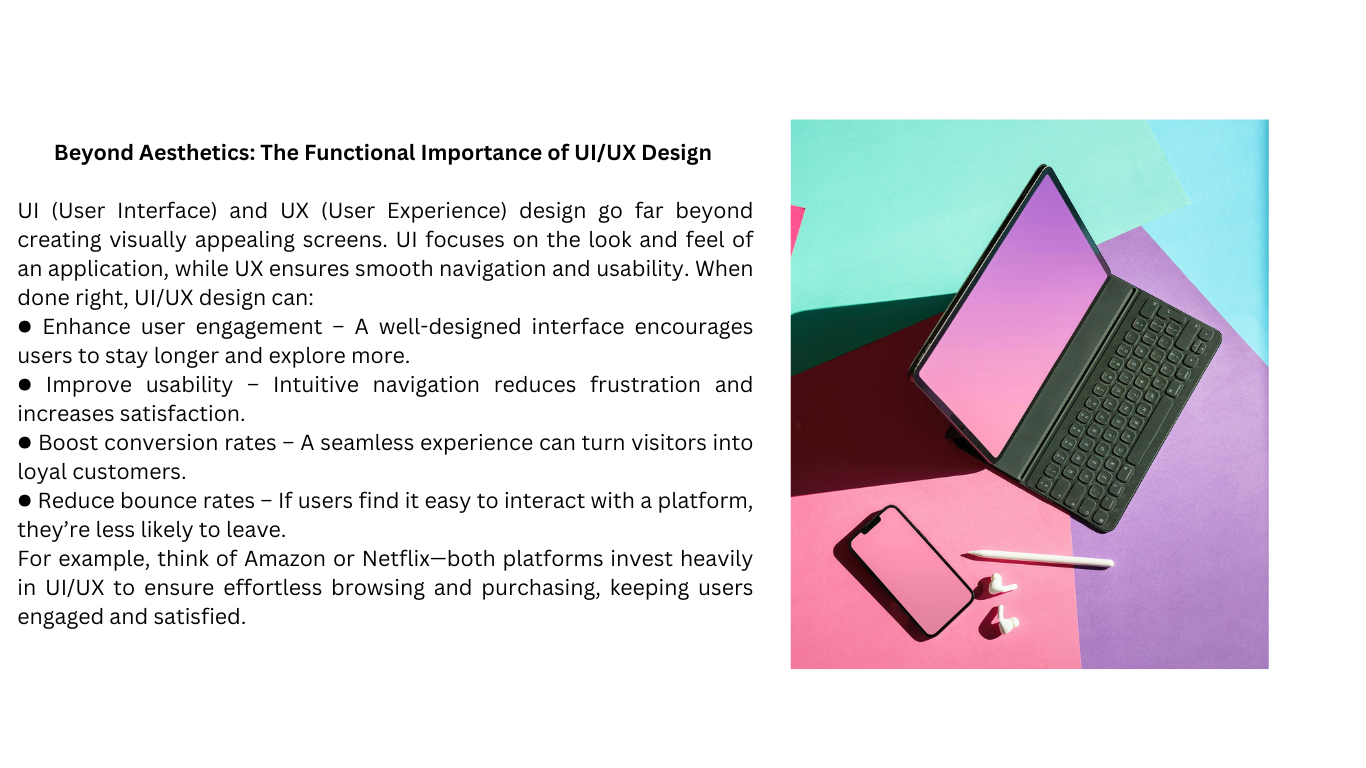 Beyond Aesthetics: The Functional Importance of UI/UX Design
UI (User Interface) and UX (User Experience) design go far beyond
creating visually appealing screens. UI focuses on the look and feel of
an application, while UX ensures smooth navigation and usability. When
done right, UI/UX design can:
● Enhance user engagement – A well-designed interface encourages
users to stay longer and explore more.
● Improve usability – Intuitive navigation reduces frustration and
increases satisfaction.
● Boost conversion rates – A seamless experience can turn visitors into
loyal customers.
● Reduce bounce rates – If users find it easy to interact with a platform,
they’re less likely to leave.
For example, think of Amazon or Netflix—both platforms invest heavily
in UI/UX to ensure effortless browsing and purchasing, keeping users
engaged and satisfied.